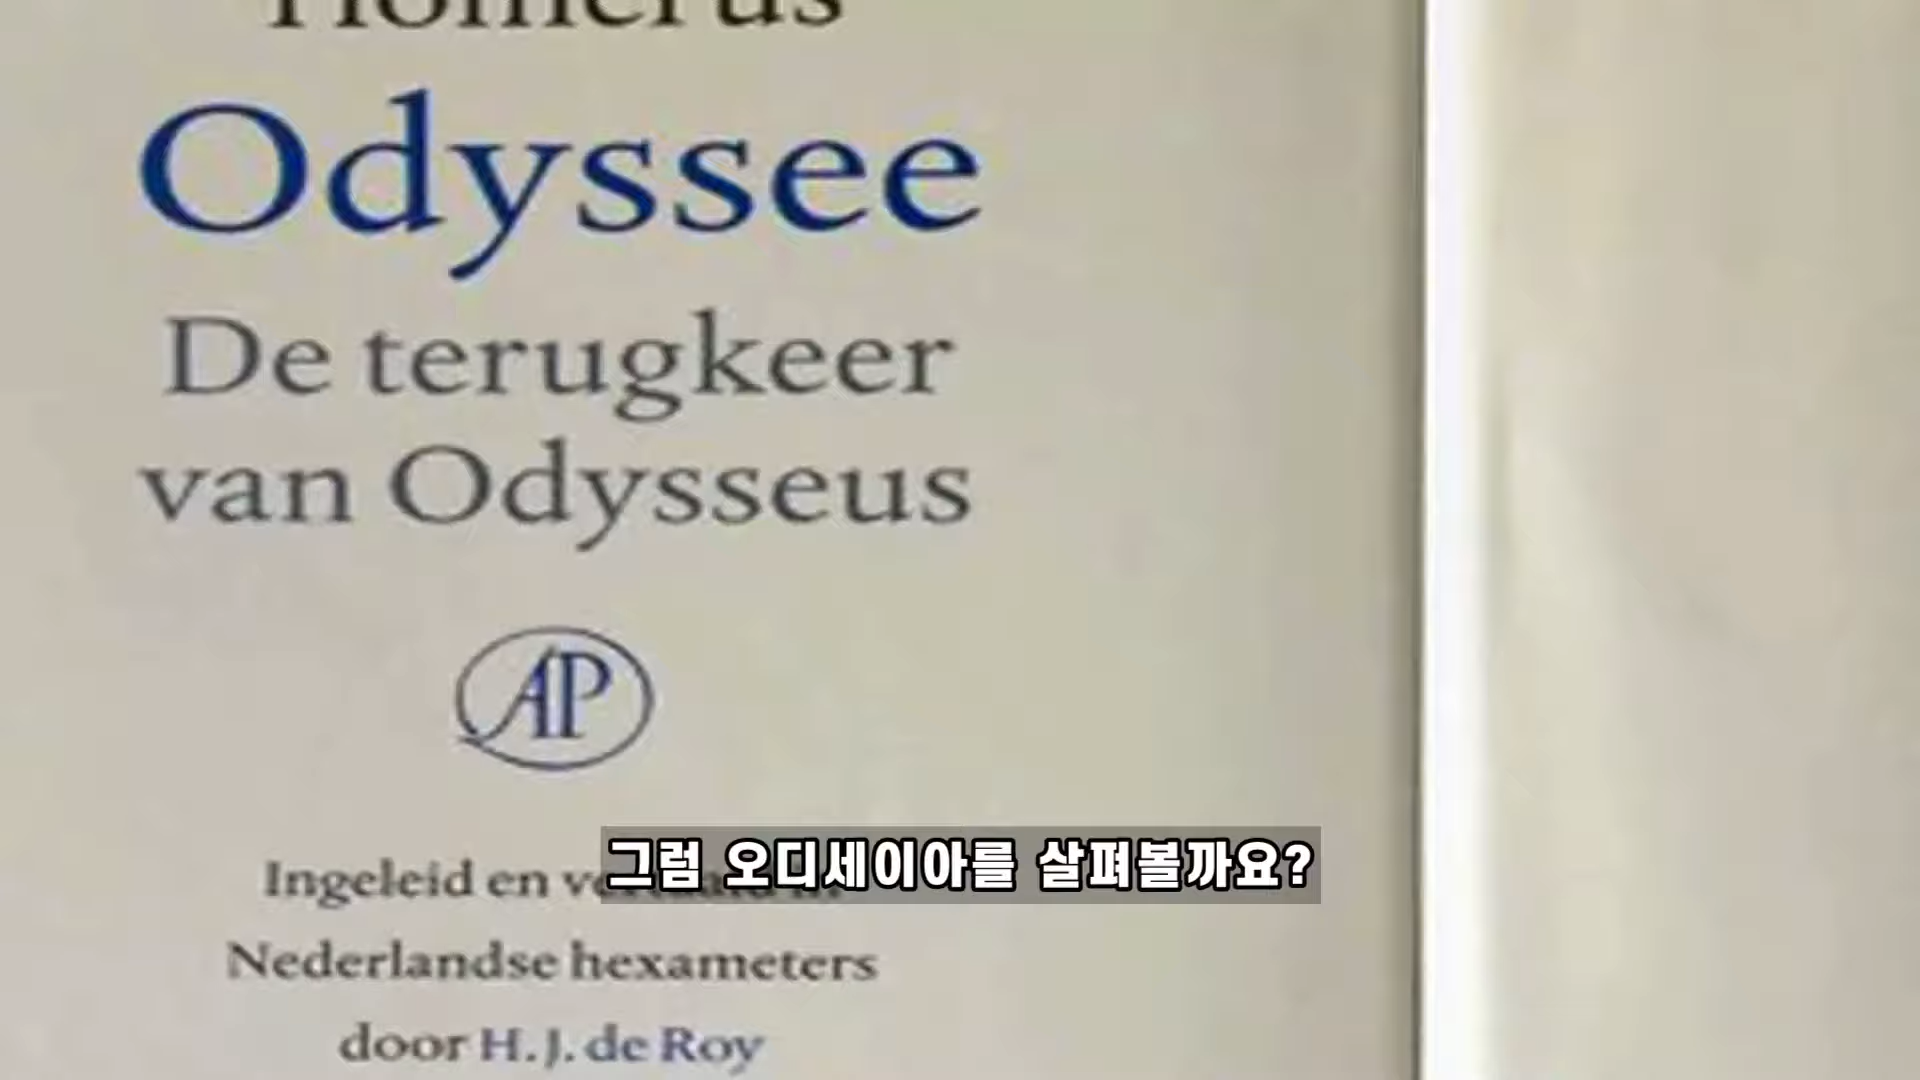 Homerus
Odyssee
De terugkeer
van Odysseus
AP
Ingeleid en
그럼 오디세이아를 살펴볼까요?
Nederlandse hexameters
door H.J. de Roy